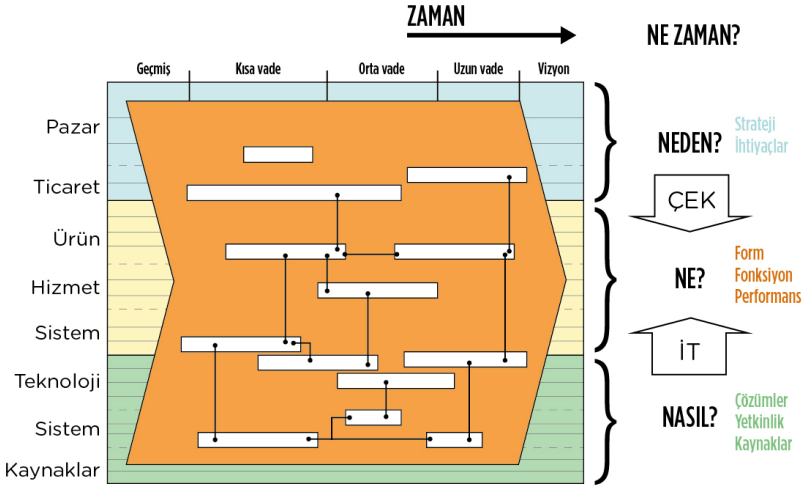 ZAMAN
NE ZAMAN?
Geçmiş
Kısa vade
Orta vade
Uzun vade
Vizyon
Pazar
Ticaret
Ürün
Hizmet
Sistem
Teknoloji
Sistem
Kaynaklar
NEDEN?
Strateji
İhtiyaçlar
ÇEK
NE?
Form
Fonksiyon
Performans
İT
NASIL?
Çözümler
Yetkinlik
Kaynaklar